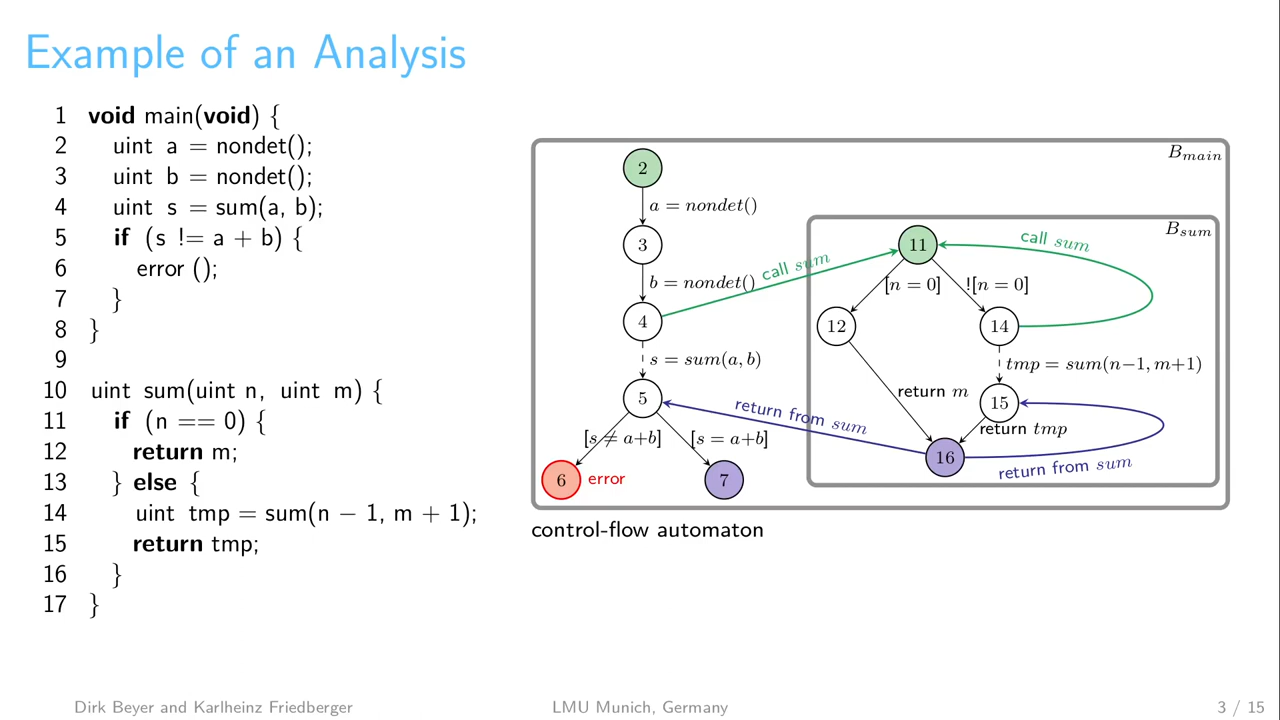 Example of an Analysis
1 void main(void) {
2 uint a = nondet();
3 uint b = nondet();
4 uint s = sum(a, b);
5 if (s != a + b) {
6 error ();
7 }
8 }
9
10 uint sum(uint n, uint m) {
11 if (n == 0) {
12 return m;
13 } else {
14 uint tmp = sum(n − 1, m + 1);
15 return tmp;
16 }
17 }
B_main
2
a = nondet()
3
b = nondet()
call sum
4
s = sum(a, b)
5
[s ≠ a+b]
[s = a+b]
6
error
7
B_sum
11
call sum
[n = 0]
![n = 0]
12
14
tmp = sum(n−1, m+1)
return m
15
return tmp
return from sum
16
return from sum
control-flow automaton
Dirk Beyer and Karlheinz Friedberger
LMU Munich, Germany
3 / 15